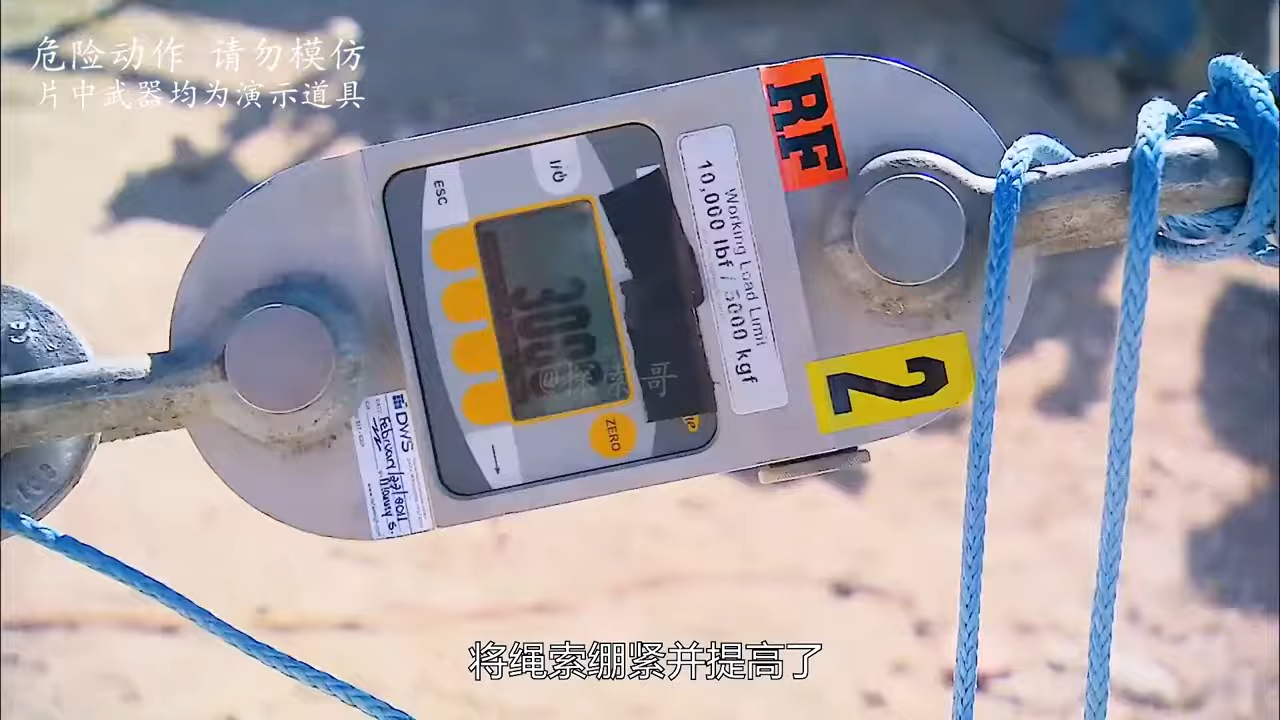 危险动作 请勿模仿
片中武器均为演示道具
RF
Working Load Limit
10,000 lbf / 5000 kgf
I/
ESC
ZERO
2
DWS
@探索哥
将绳索绷紧并提高了